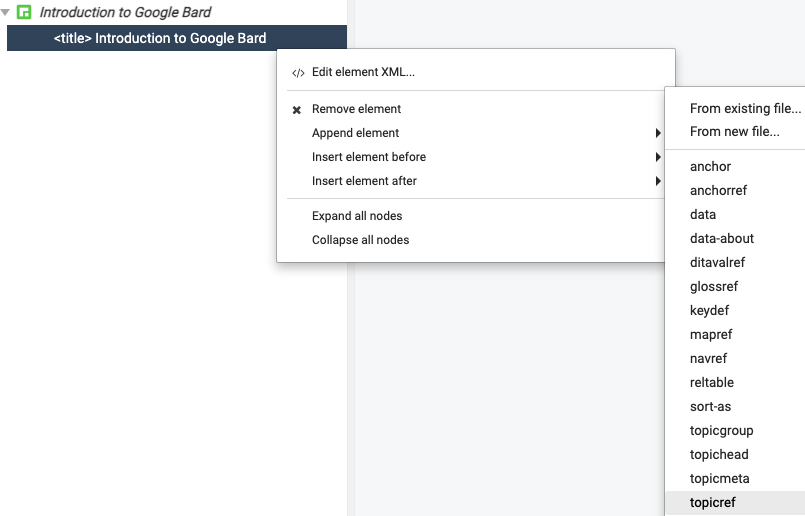 Introduction to Google Bard
<title> Introduction to Google Bard
</> Edit element XML...
Remove element
Append element
Insert element before
Insert element after
Expand all nodes
Collapse all nodes
From existing file...
From new file...
anchor
anchorref
data
data-about
ditavalref
glossref
keydef
mapref
navref
reltable
sort-as
topicgroup
topichead
topicmeta
topicref